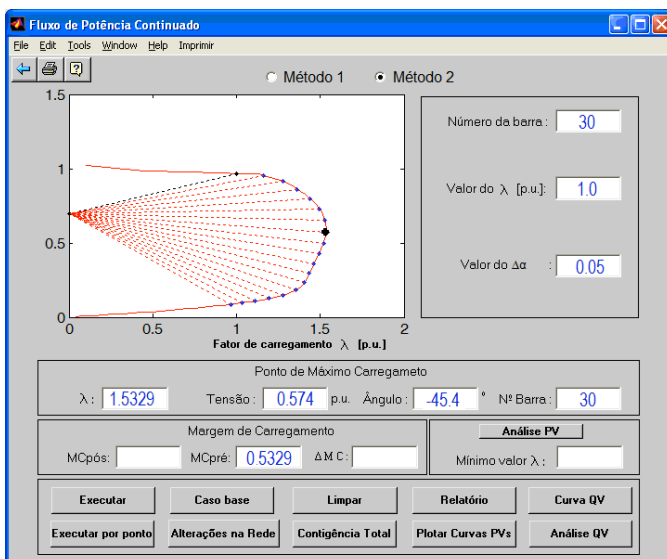 Fluxo de Potência Continuado
File Edit Tools Window Help Imprimir
Método 1 Método 2
1.5
1
0.5
0
0 0.5 1 1.5 2
Fator de carregamento λ [p.u.]
Número da barra : 30
Valor do λ [p.u]: 1.0
Valor do Δα : 0.05
Ponto de Máximo Carregameto
λ : 1.5329 Tensão : 0.574 p.u. Ângulo : -45.4 ° Nº Barra : 30
Margem de Carregamento
MCpós: MCpré: 0.5329 Δ M C :
Análise PV
Mínimo valor λ :
Executar Caso base Limpar Relatório Curva QV
Executar por ponto Alterações na Rede Contigência Total Plotar Curvas PVs Análise QV